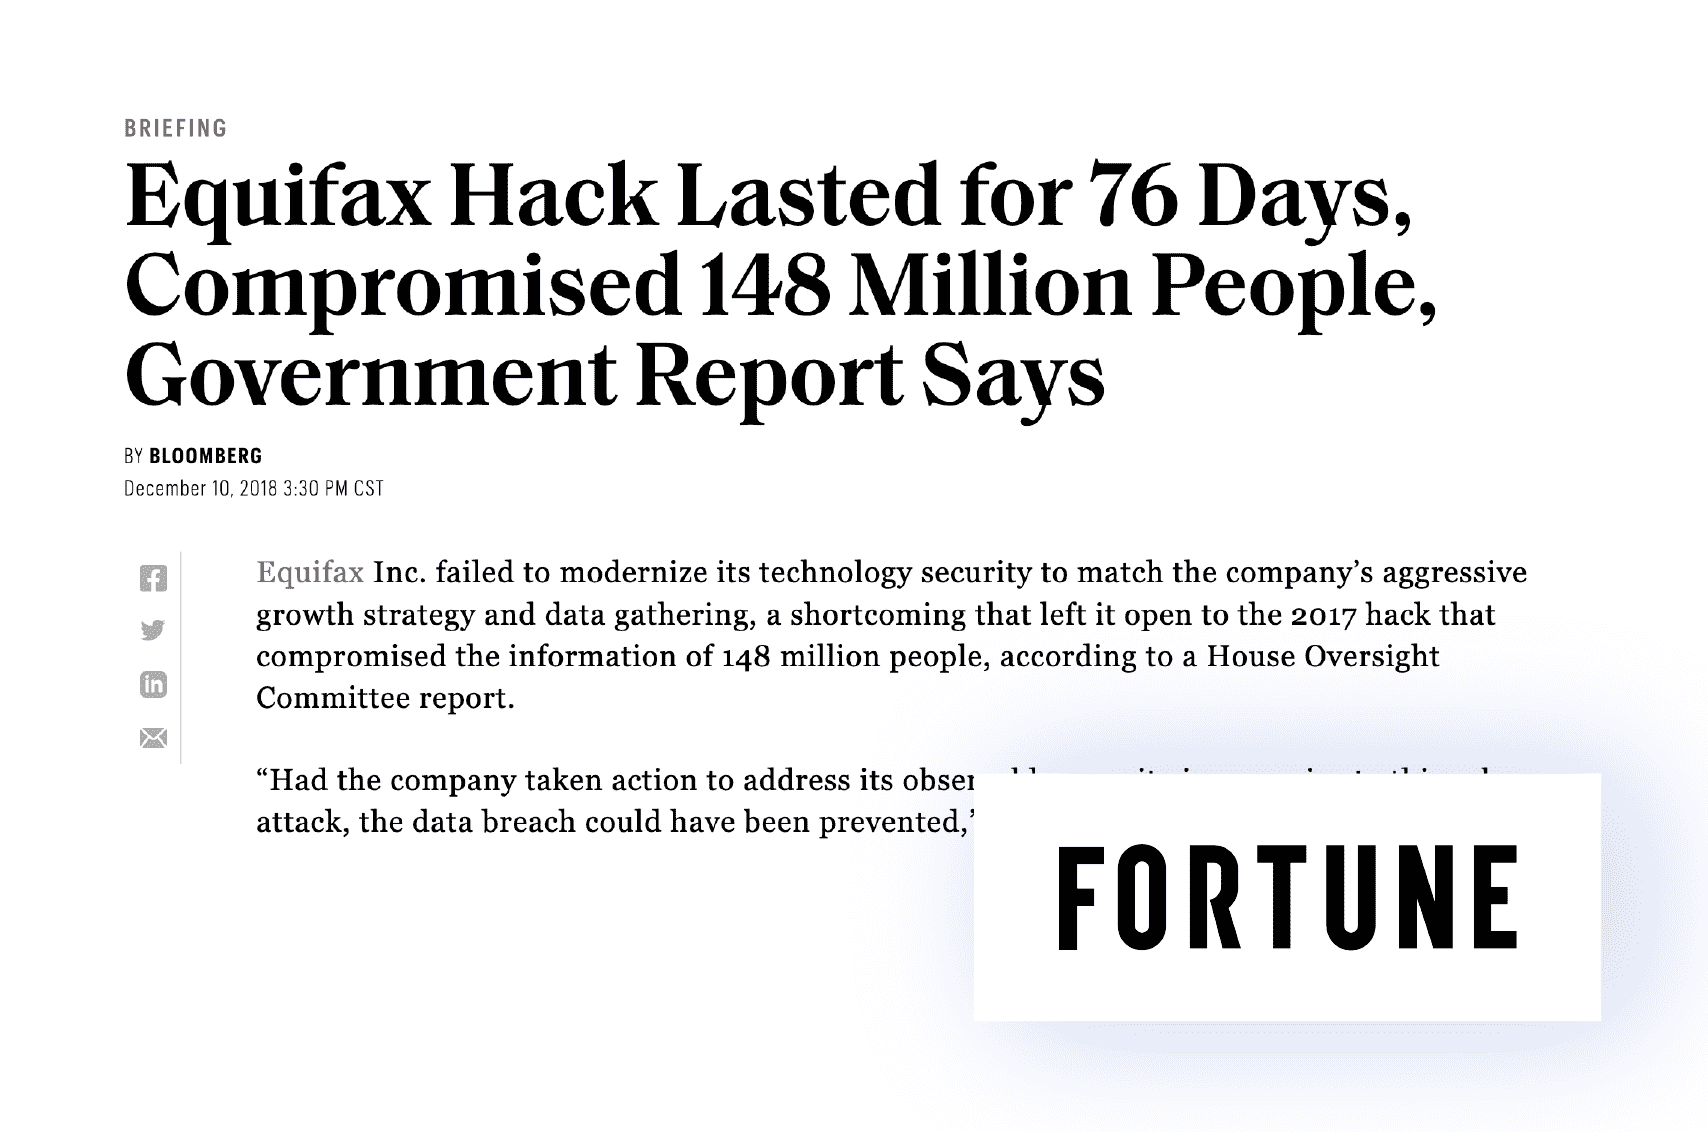 BRIEFING
Equifax Hack Lasted for 76 Days,
Compromised 148 Million People,
Government Report Says
BY BLOOMBERG
December 10, 2018 3:30 PM CST
Equifax Inc. failed to modernize its technology security to match the company’s aggressive
growth strategy and data gathering, a shortcoming that left it open to the 2017 hack that
compromised the information of 148 million people, according to a House Oversight
Committee report.
“Had the company taken action to address its
attack, the data breach could have been prevented,”
FORTUNE